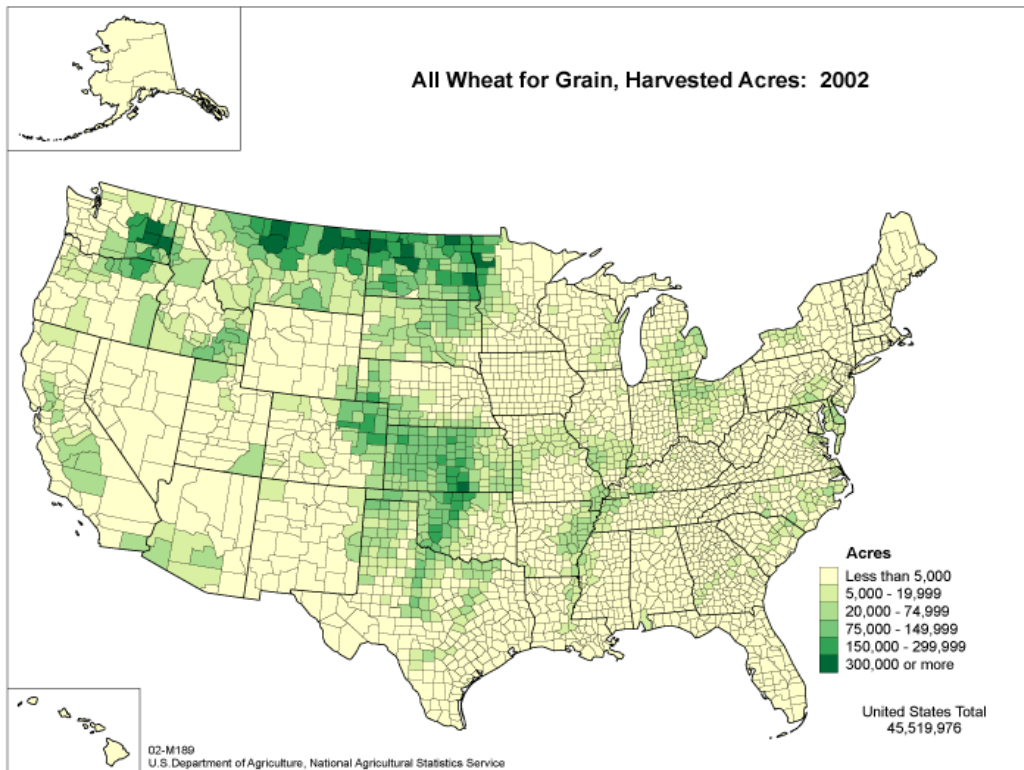 All Wheat for Grain, Harvested Acres: 2002
Acres
Less than 5,000
5,000 - 19,999
20,000 - 74,999
75,000 - 149,999
150,000 - 299,999
300,000 or more
United States Total
45,519,976
02-M189
U.S.Department of Agriculture, National Agricultural Statistics Service